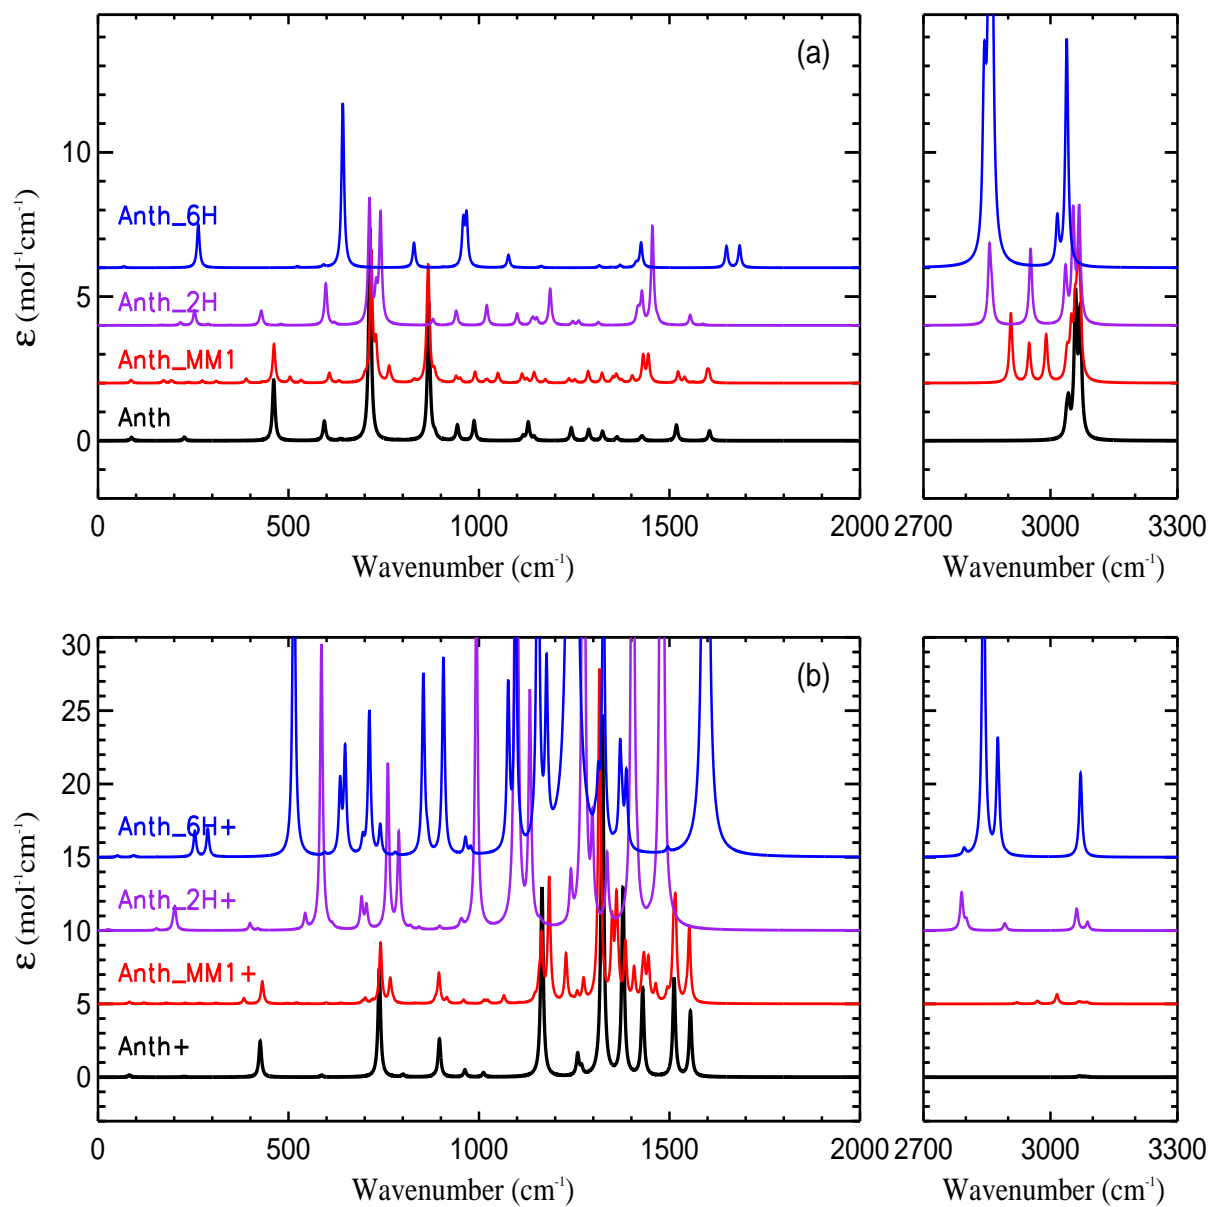 (a)
10
5
0
ε (mol⁻¹cm⁻¹)
Anth_6H
Anth_2H
Anth_MM1
Anth
0 500 1000 1500 2000 2700 3000 3300
Wavenumber (cm⁻¹) Wavenumber (cm⁻¹)
(b)
30
25
20
15
10
5
0
ε (mol⁻¹cm⁻¹)
Anth_6H+
Anth_2H+
Anth_MM1+
Anth+
0 500 1000 1500 2000 2700 3000 3300
Wavenumber (cm⁻¹) Wavenumber (cm⁻¹)